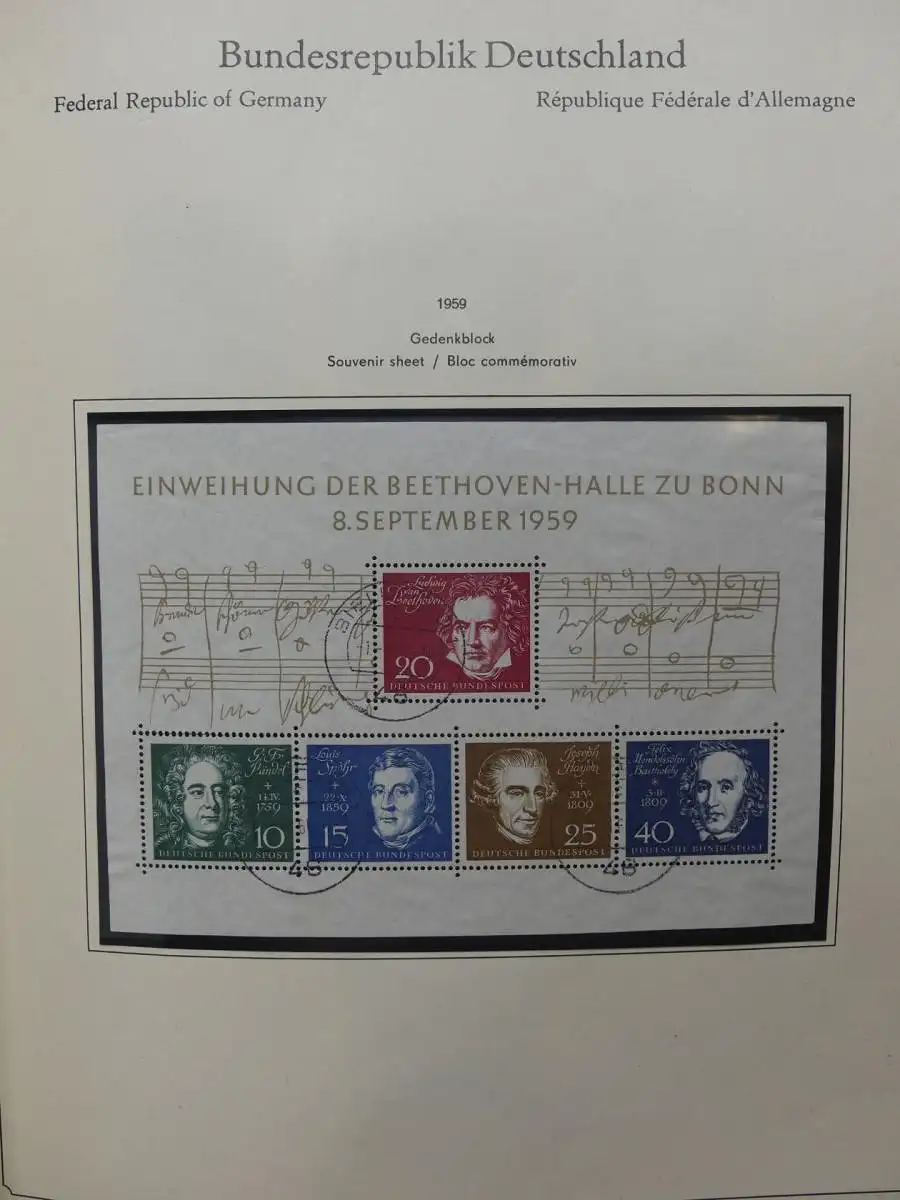 Bundesrepublik Deutschland
Federal Republic of Germany
République Fédérale d'Allemagne
1959
Gedenkblock
Souvenir sheet / Bloc commémorativ
EINWEIHUNG DER BEETHOVEN-HALLE ZU BONN
8. SEPTEMBER 1959
Ludwig
van
Beethoven
20
DEUTSCHE BUNDESPOST
G. Fr.
Händel
+
14·IV.
1759
10
DEUTSCHE BUNDESPOST
Louis
Spohr
+
22·X.
1859
15
DEUTSCHE BUNDESPOST
Joseph
Haydn
+
31·V.
1809
25
DEUTSCHE BUNDESPOST
Felix
Mendelssohn
Bartholdy
*
3·II.
1809
40
DEUTSCHE BUNDESPOST
46
46